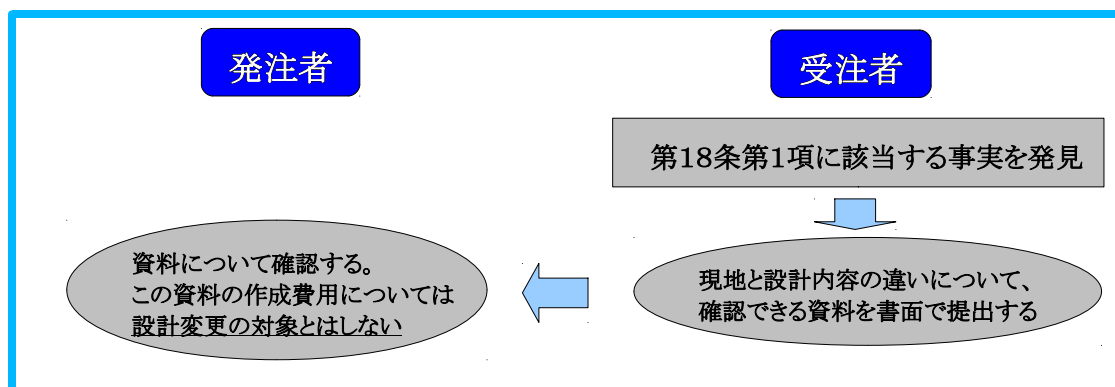 発注者
受注者
第18条第1項に該当する事実を発見
現地と設計内容の違いについて、
確認できる資料を書面で提出する
資料について確認する。
この資料の作成費用については
設計変更の対象とはしない